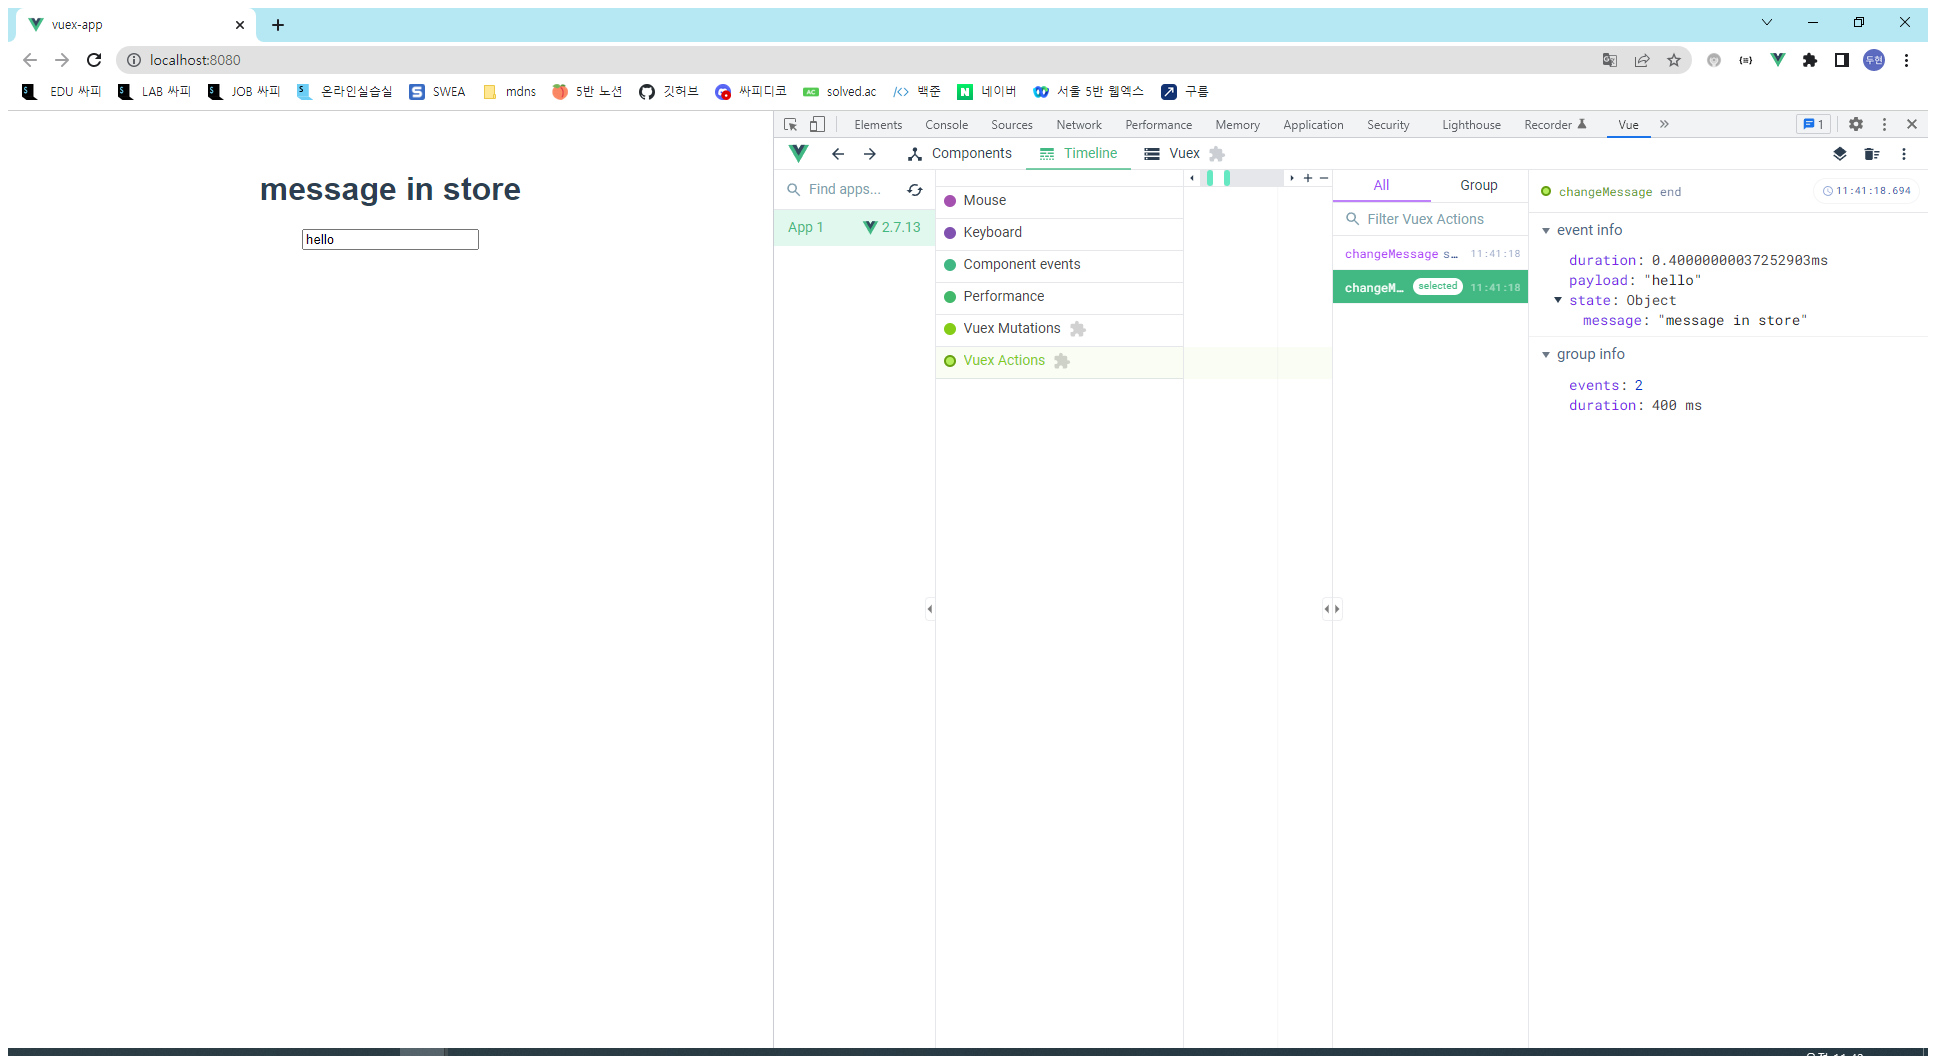 vuex-app
localhost:8080
두현
EDU 싸피
LAB 싸피
JOB 싸피
온라인실습실
SWEA
mdns
5반 노션
깃허브
싸피디코
solved.ac
백준
네이버
서울 5반 웹엑스
구름
message in store
hello
Elements
Console
Sources
Network
Performance
Memory
Application
Security
Lighthouse
Recorder
Vue
1
Components
Timeline
Vuex
Find apps...
App 1
2.7.13
Mouse
Keyboard
Component events
Performance
Vuex Mutations
Vuex Actions
All
Group
Filter Vuex Actions
changeMessage s… 11:41:18
changeM… selected 11:41:18
changeMessage end
11:41:18.694
event info
duration: 0.40000000037252903ms
payload: "hello"
state: Object
message: "message in store"
group info
events: 2
duration: 400 ms